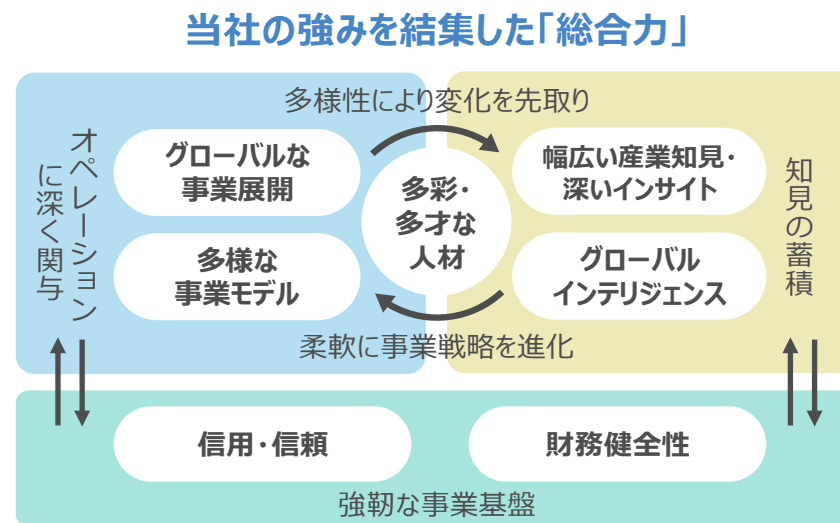 当社の強みを結集した「総合力」
多様性により変化を先取り
オペレーション
に深く関与
グローバルな
事業展開
多様な
事業モデル
多彩・
多才な
人材
幅広い産業知見・
深いインサイト
グローバル
インテリジェンス
知見の蓄積
柔軟に事業戦略を進化
信用・信頼
財務健全性
強靭な事業基盤